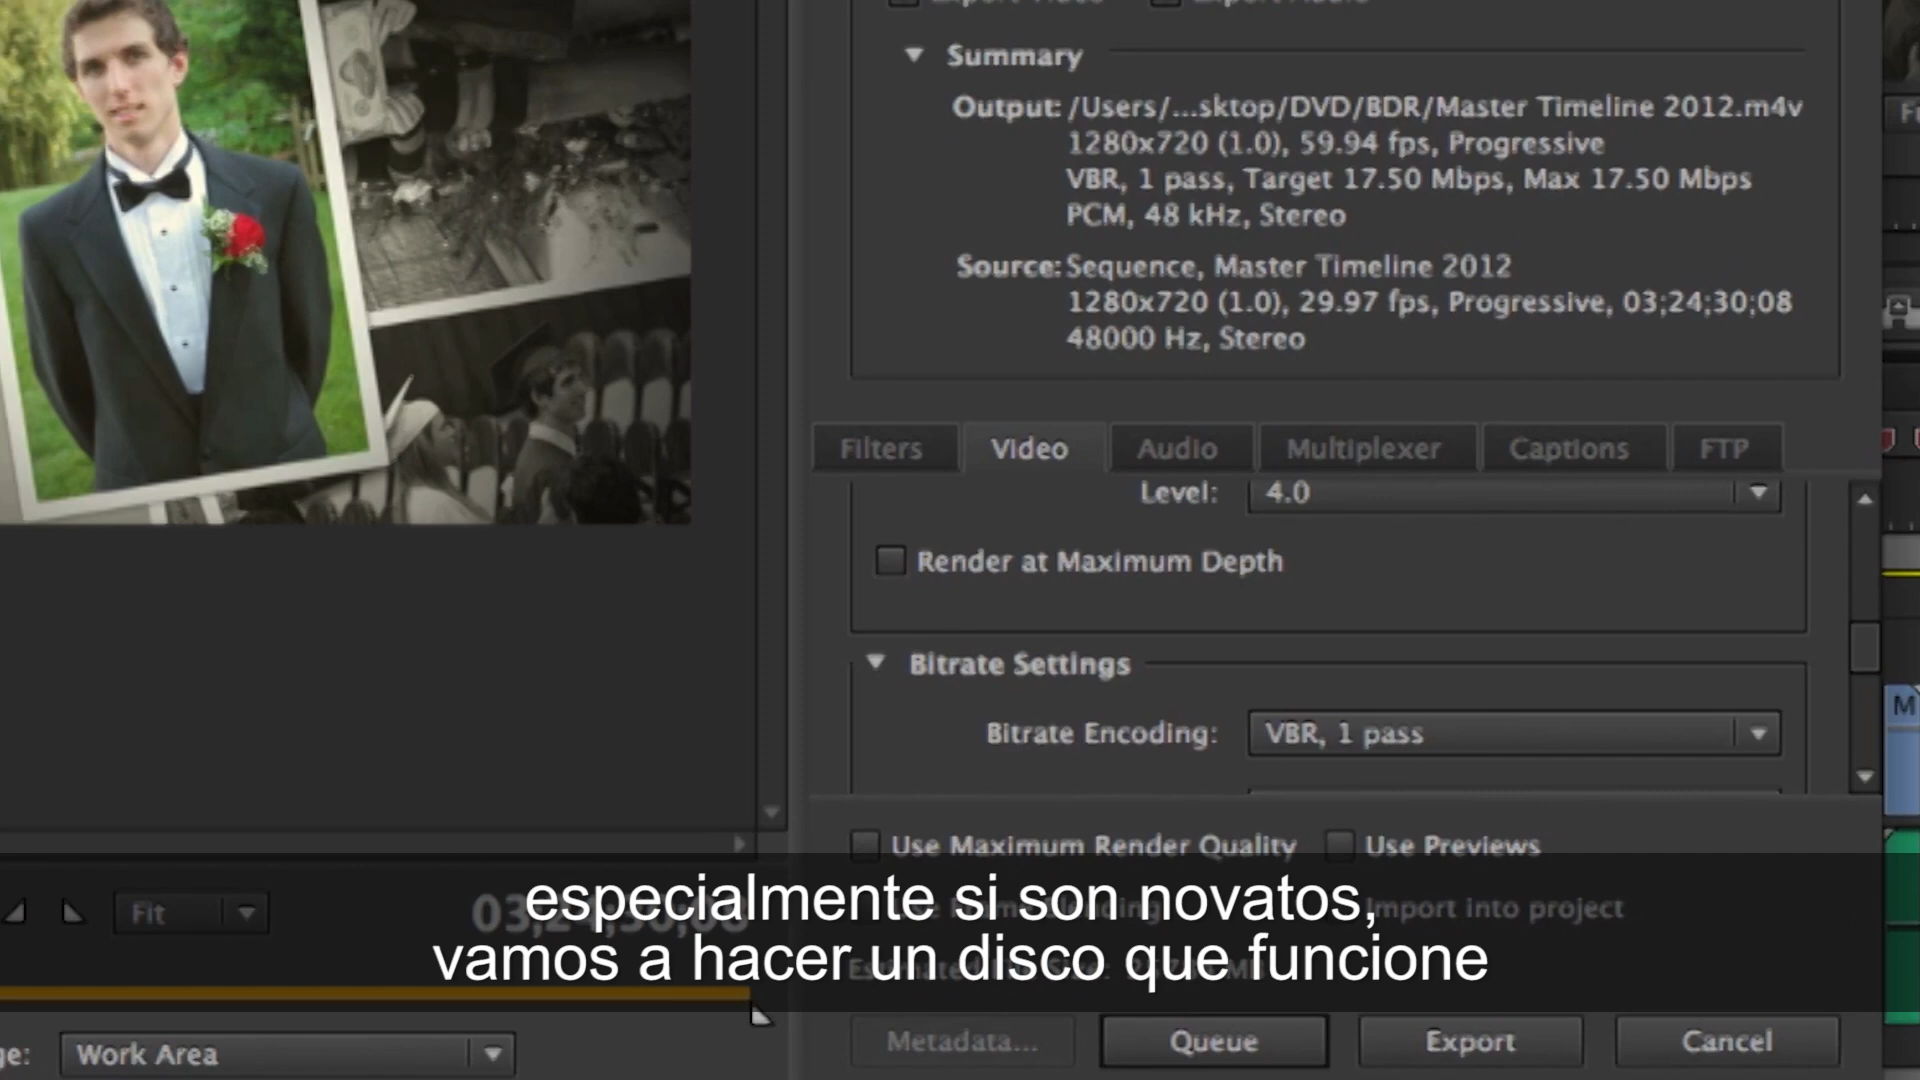 Summary
Output: /Users/...sktop/DVD/BDR/Master Timeline 2012.m4v
1280x720 (1.0), 59.94 fps, Progressive
VBR, 1 pass, Target 17.50 Mbps, Max 17.50 Mbps
PCM, 48 kHz, Stereo
Source: Sequence, Master Timeline 2012
1280x720 (1.0), 29.97 fps, Progressive, 03;24;30;08
48000 Hz, Stereo
Filters Video Audio Multiplexer Captions FTP
Level: 4.0
Render at Maximum Depth
Bitrate Settings
Bitrate Encoding: VBR, 1 pass
M
Use Maximum Render Quality Use Previews
Fit
Import into project
especialmente si son novatos,
vamos a hacer un disco que funcione
Metadata... Queue Export Cancel
Work Area